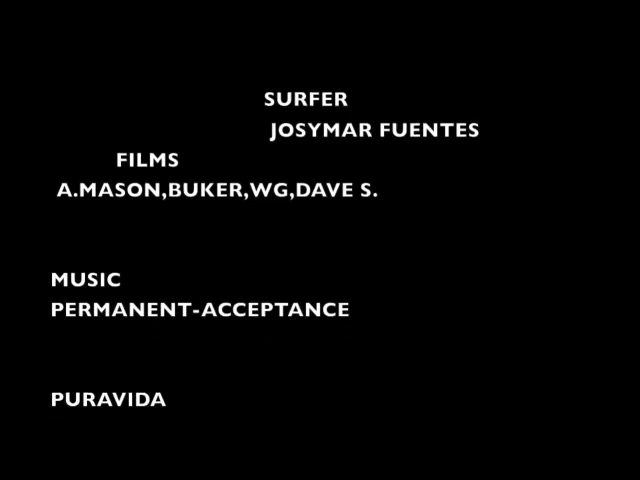 SURFER
JOSYMAR FUENTES
FILMS
A.MASON,BUKER,WG,DAVE S.
MUSIC
PERMANENT-ACCEPTANCE
PURAVIDA